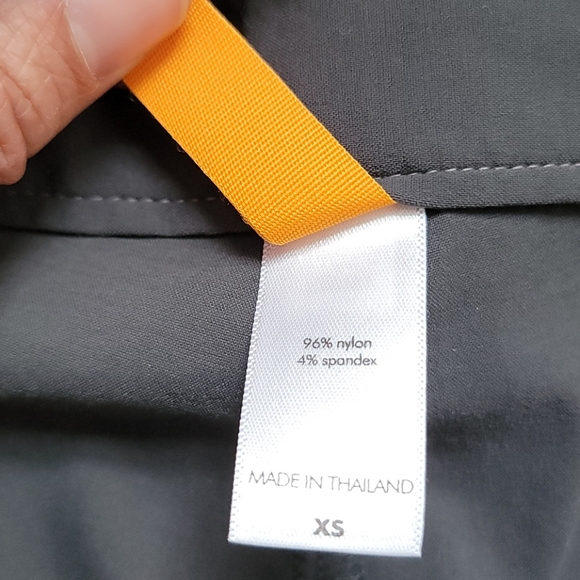 96% nylon
4% spandex
MADE IN THAILAND
XS